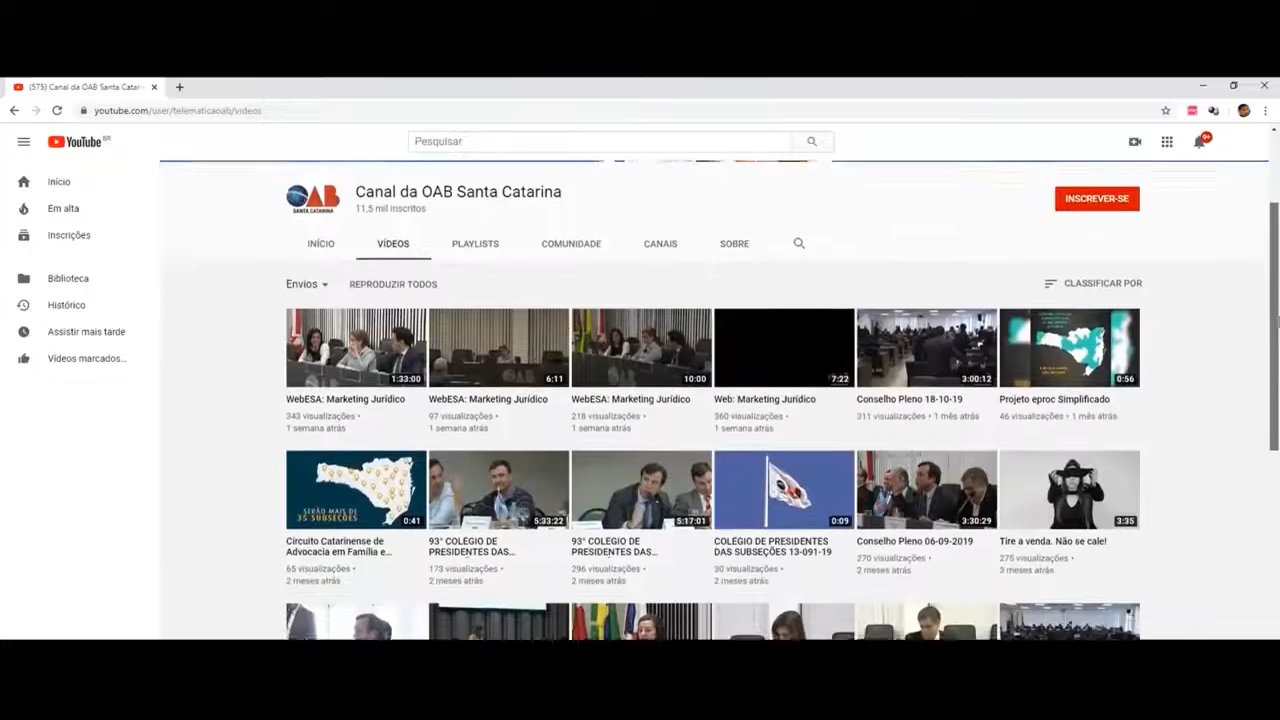 (575) Canal da OAB Santa Catar
youtube.com/user/telematicaoab/videos
YouTube BR
Pesquisar
9+
Início
Em alta
Inscrições
Biblioteca
Histórico
Assistir mais tarde
Vídeos marcados...
OAB
SANTA CATARINA
Canal da OAB Santa Catarina
11,5 mil inscritos
INSCREVER-SE
INÍCIO VÍDEOS PLAYLISTS COMUNIDADE CANAIS SOBRE
Envios REPRODUZIR TODOS CLASSIFICAR POR
1:33:00
WebESA: Marketing Jurídico
343 visualizações •
1 semana atrás
6:11
WebESA: Marketing Jurídico
97 visualizações •
1 semana atrás
10:00
WebESA: Marketing Jurídico
218 visualizações •
1 semana atrás
7:22
Web: Marketing Jurídico
360 visualizações •
1 semana atrás
3:00:12
Conselho Pleno 18-10-19
311 visualizações • 1 mês atrás
0:56
Projeto eproc Simplificado
46 visualizações • 1 mês atrás
SERÃO MAIS DE
35 SUBSEÇÕES
0:41
Circuito Catarinense de
Advocacia em Família e...
65 visualizações •
2 meses atrás
5:33:22
93° COLÉGIO DE
PRESIDENTES DAS...
173 visualizações •
2 meses atrás
5:17:01
93° COLÉGIO DE
PRESIDENTES DAS...
296 visualizações •
2 meses atrás
0:09
COLÉGIO DE PRESIDENTES
DAS SUBSEÇÕES 13-091-19
30 visualizações •
2 meses atrás
3:30:29
Conselho Pleno 06-09-2019
270 visualizações •
2 meses atrás
3:35
Tire a venda. Não se cale!
275 visualizações •
3 meses atrás